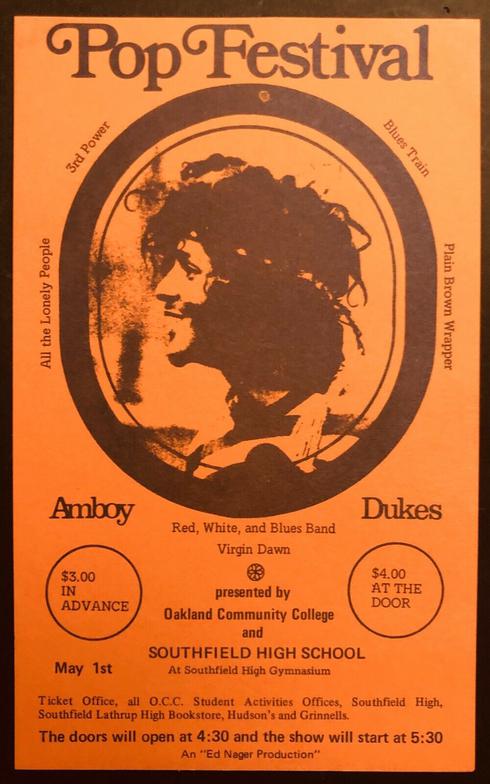 Pop Festival
3rd Power
Blues Train
All the Lonely People
Plain Brown Wrapper
Amboy Dukes
Red, White, and Blues Band
Virgin Dawn
$3.00
IN
ADVANCE
$4.00
AT THE
DOOR
presented by
Oakland Community College
and
SOUTHFIELD HIGH SCHOOL
May 1st
At Southfield High Gymnasium
Ticket Office, all O.C.C. Student Activities Offices, Southfield High,
Southfield Lathrup High Bookstore, Hudson's and Grinnells.
The doors will open at 4:30 and the show will start at 5:30
An "Ed Nager Production"